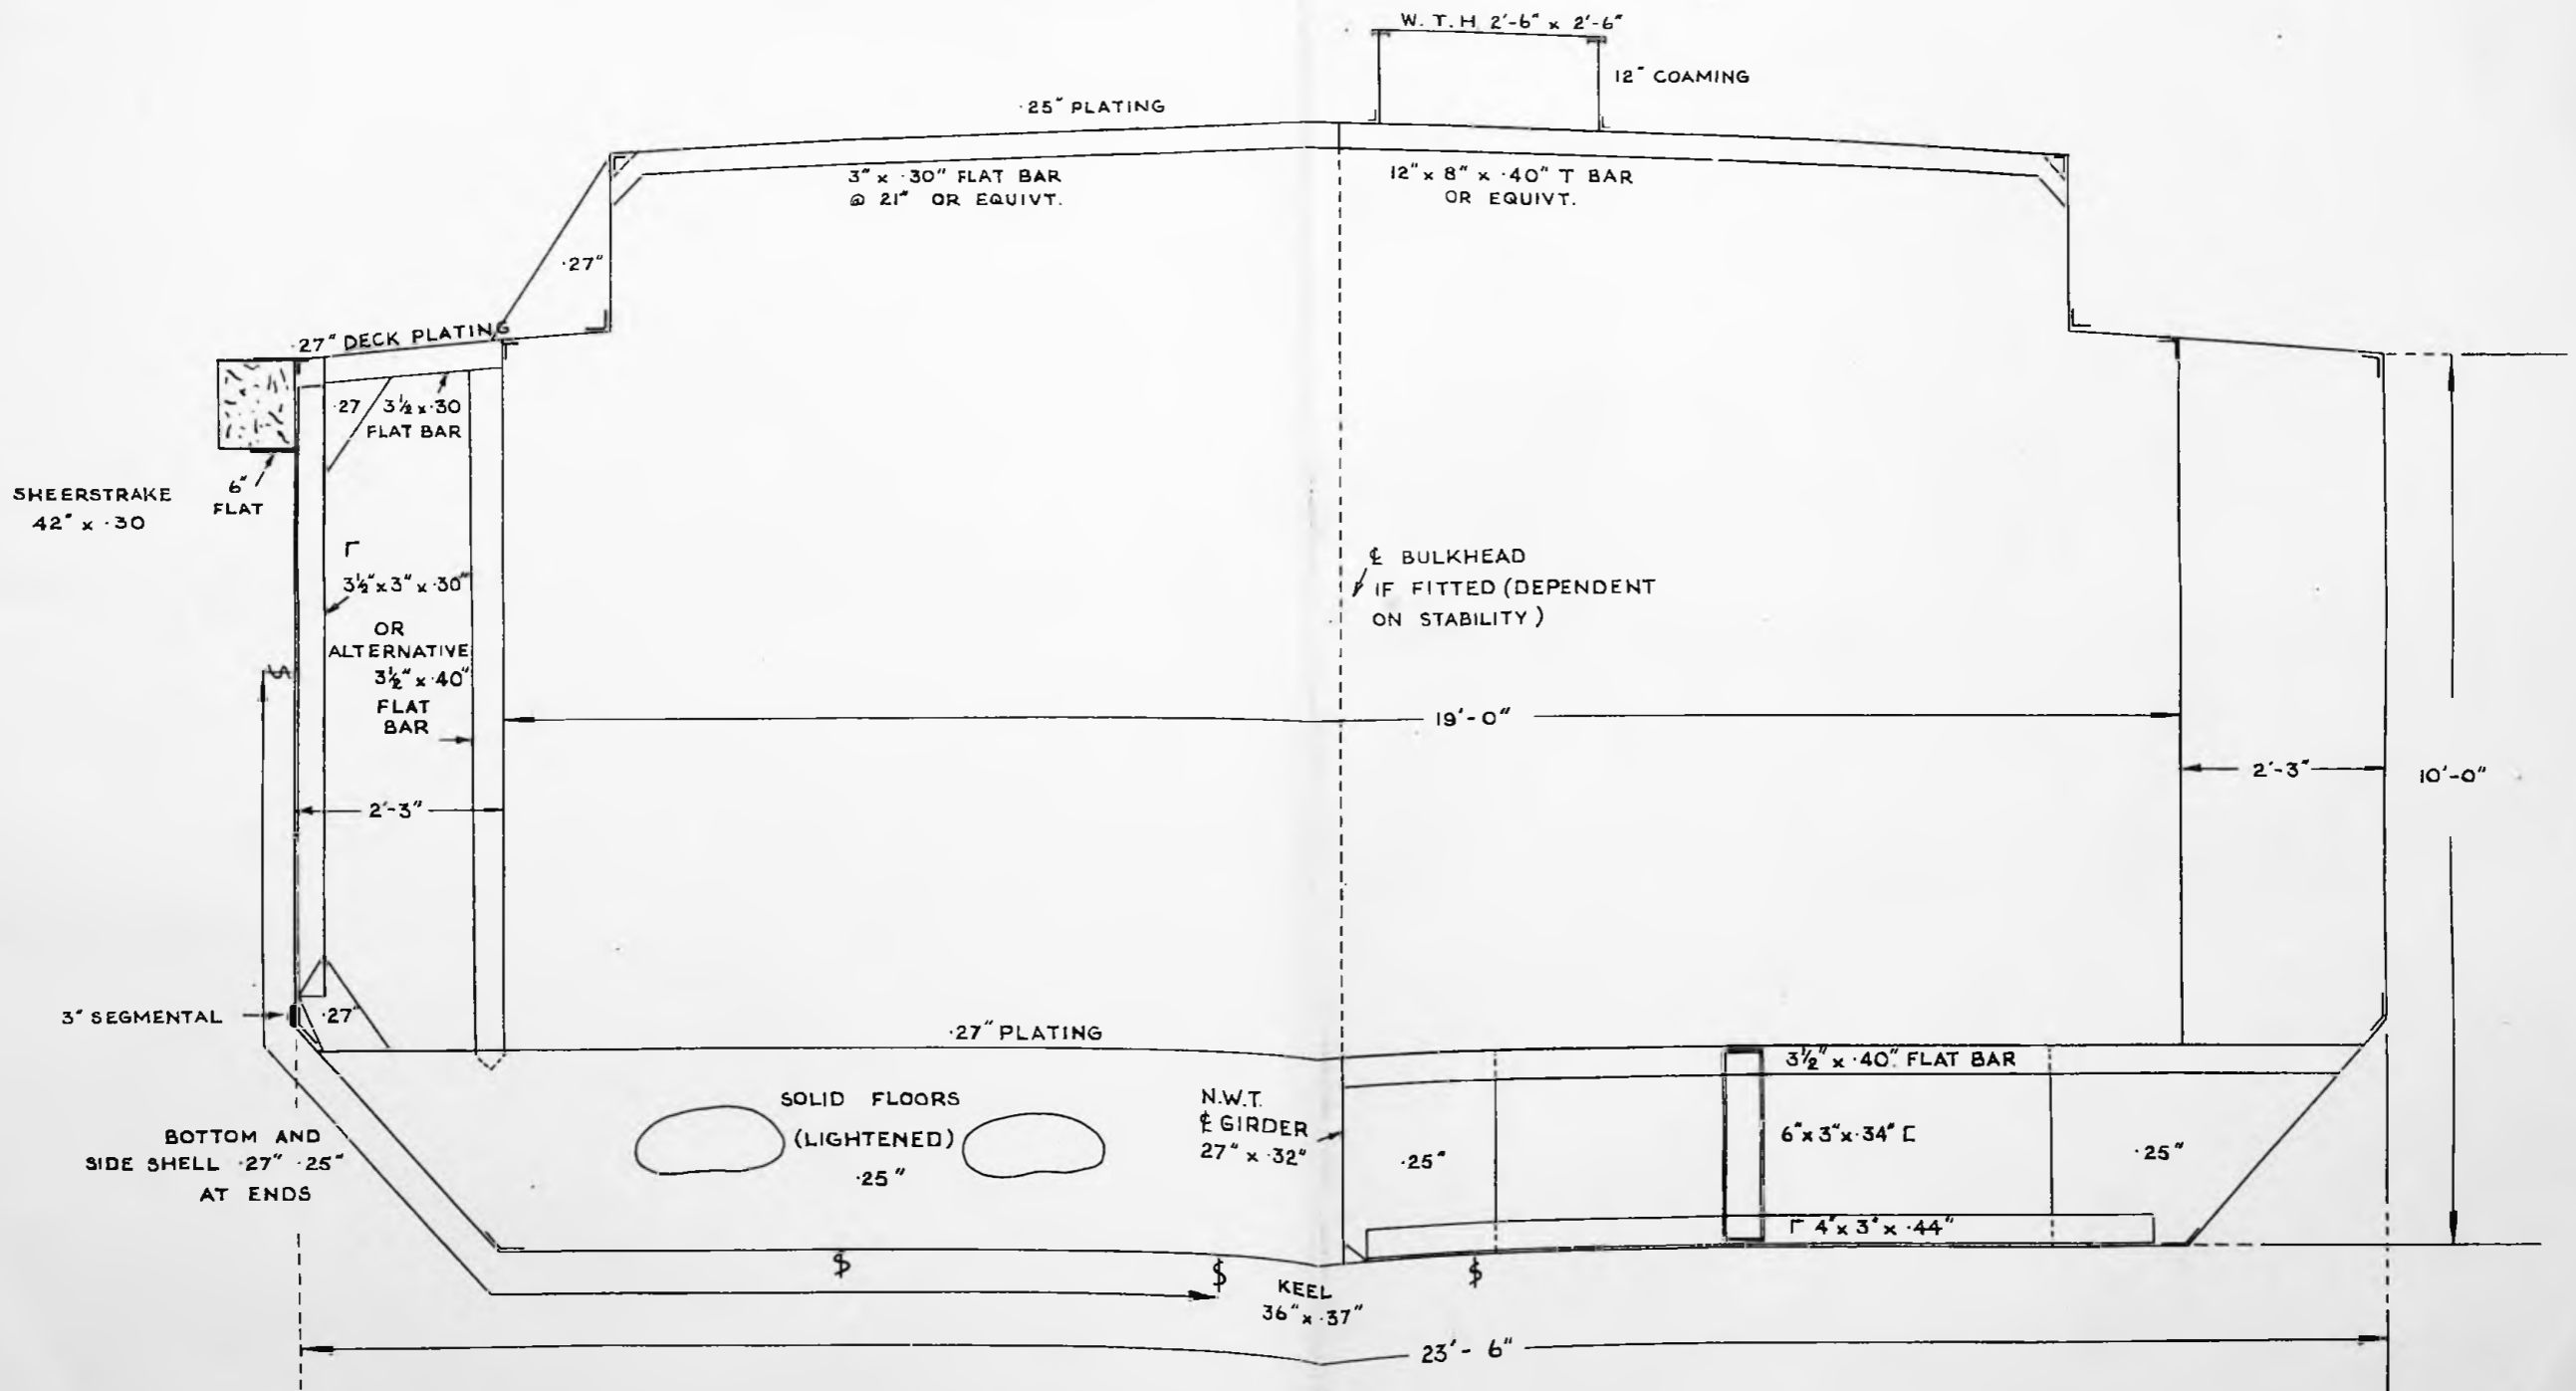 W. T. H. 2'-6" x 2'-6"
12" COAMING
·25" PLATING
3" x ·30" FLAT BAR
@ 21" OR EQUIVT.
12" x 8" x ·40" T BAR
OR EQUIVT.
·27"
·27" DECK PLATING
·27
3½ x ·30
FLAT BAR
6"
FLAT
SHEERSTRAKE
42" x ·30
3½" x 3" x ·30"
OR
ALTERNATIVE
3½" x ·40"
FLAT
BAR
℄ BULKHEAD
IF FITTED (DEPENDENT
ON STABILITY)
19'-0"
2'-3"
10'-0"
2'-3"
3" SEGMENTAL
·27"
·27" PLATING
3½" x ·40" FLAT BAR
SOLID FLOORS
(LIGHTENED)
·25"
N.W.T.
℄ GIRDER
27" x ·32"
·25"
6" x 3" x ·34" [
·25"
BOTTOM AND
SIDE SHELL ·27" ·25"
AT ENDS
4" x 3" x ·44"
KEEL
36" x ·37"
23'- 6"